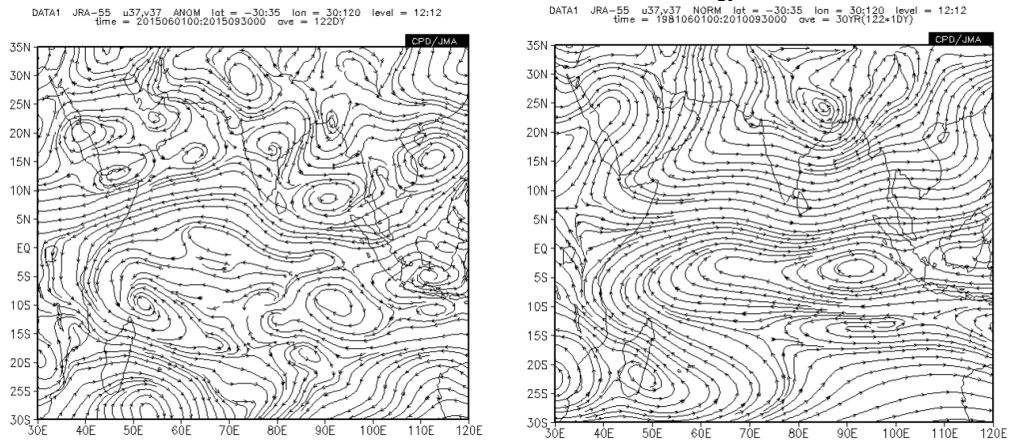 DATA1 JRA-55 u37,v37 ANOM lat = -30:35 lon = 30:120 level = 12:12
time = 2015060100:2015093000 ave = 122DY
CPD/JMA
35N
30N
25N
20N
15N
10N
5N
EQ
5S
10S
15S
20S
25S
30S
30E 40E 50E 60E 70E 80E 90E 100E 110E 120E
DATA1 JRA-55 u37,v37 NORM lat = -30:35 lon = 30:120 level = 12:12
time = 1981060100:2010093000 ave = 30YR(122*1DY)
CPD/JMA
35N
30N
25N
20N
15N
10N
5N
EQ
5S
10S
15S
20S
25S
30S
30E 40E 50E 60E 70E 80E 90E 100E 110E 120E